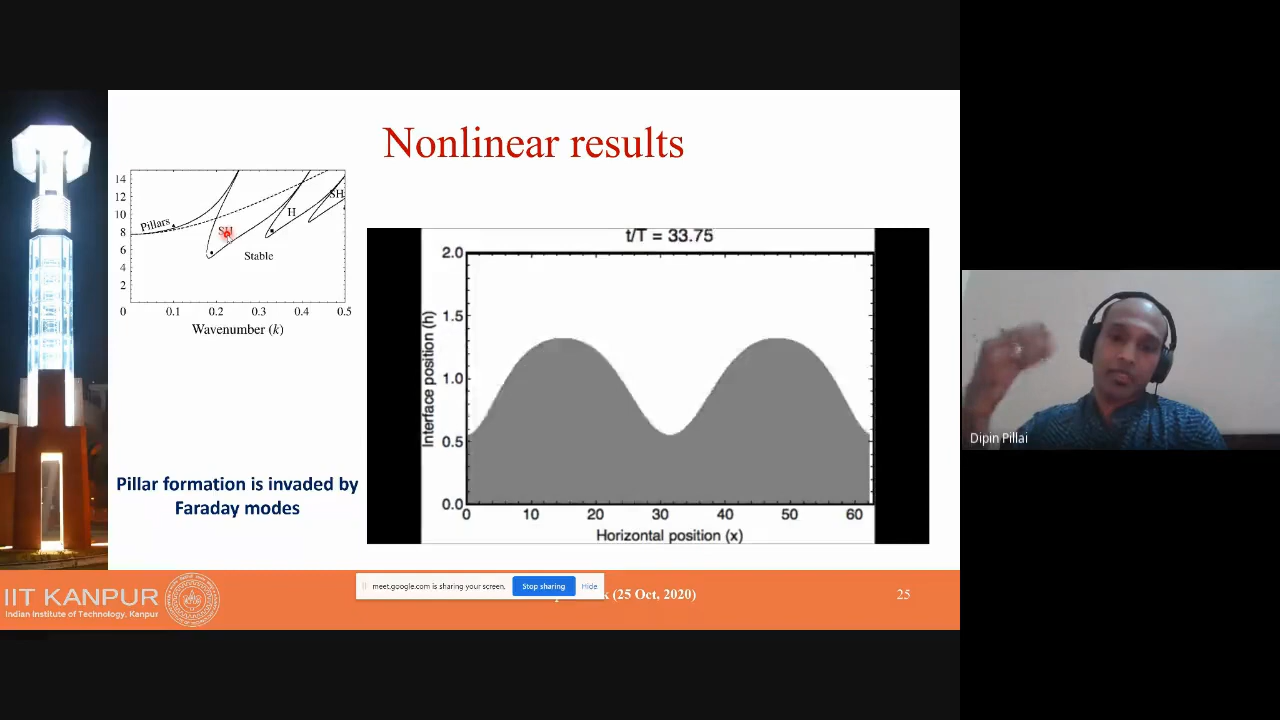 Nonlinear results
14
12
10
8
6
4
2
0
Pillars
SH
H
SH
Stable
0.1
0.2
0.3
0.4
0.5
Wavenumber (k)
t/T = 33.75
2.0
1.5
1.0
0.5
0.0
Interface position (h)
0
10
20
30
40
50
60
Horizontal position (x)
Pillar formation is invaded by
Faraday modes
Dipin Pillai
meet.google.com is sharing your screen.
Stop sharing
Hide
IIT KANPUR
Indian Institute of Technology, Kanpur
k (25 Oct, 2020)
25